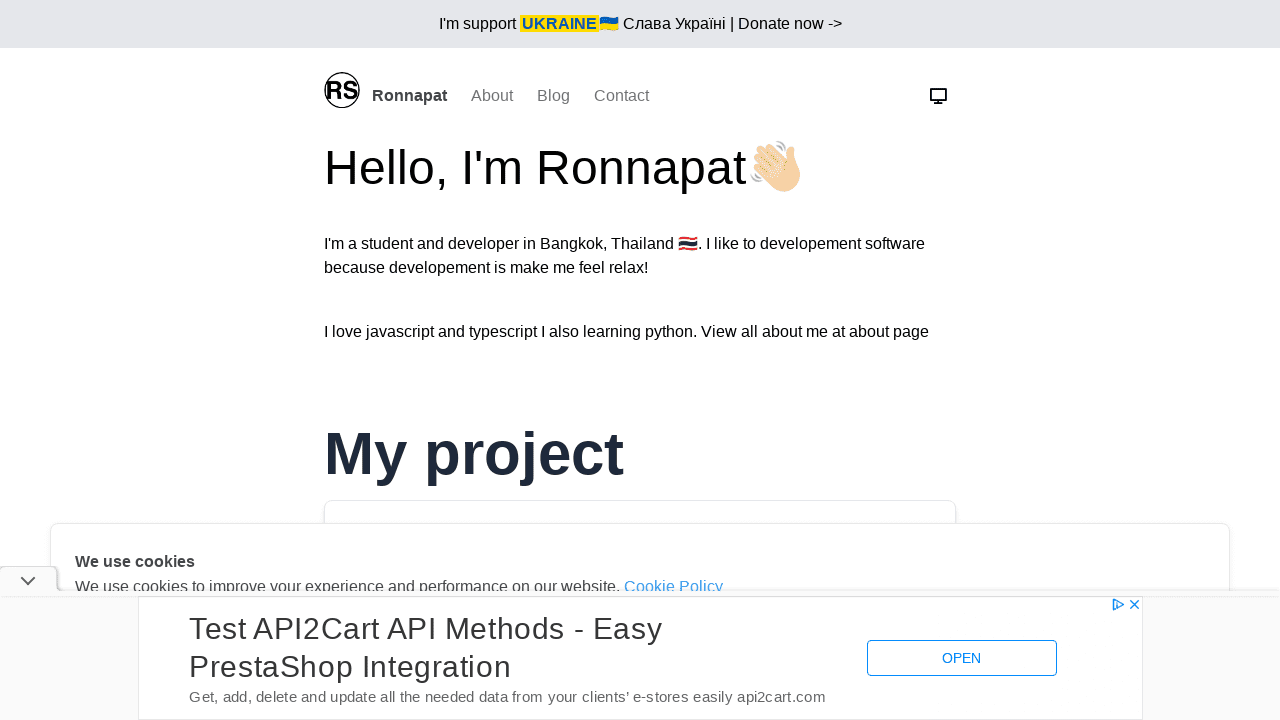 I'm support UKRAINE🇺🇦 Слава Україні | Donate now ->
RS Ronnapat About Blog Contact
Hello, I'm Ronnapat👋🏼
I'm a student and developer in Bangkok, Thailand 🇹🇭. I like to developement software
because developement is make me feel relax!
I love javascript and typescript I also learning python. View all about me at about page
My project
We use cookies
We use cookies to improve your experience and performance on our website. Cookie Policy
Test API2Cart API Methods - Easy
PrestaShop Integration
Get, add, delete and update all the needed data from your clients’ e-stores easily api2cart.com
OPEN